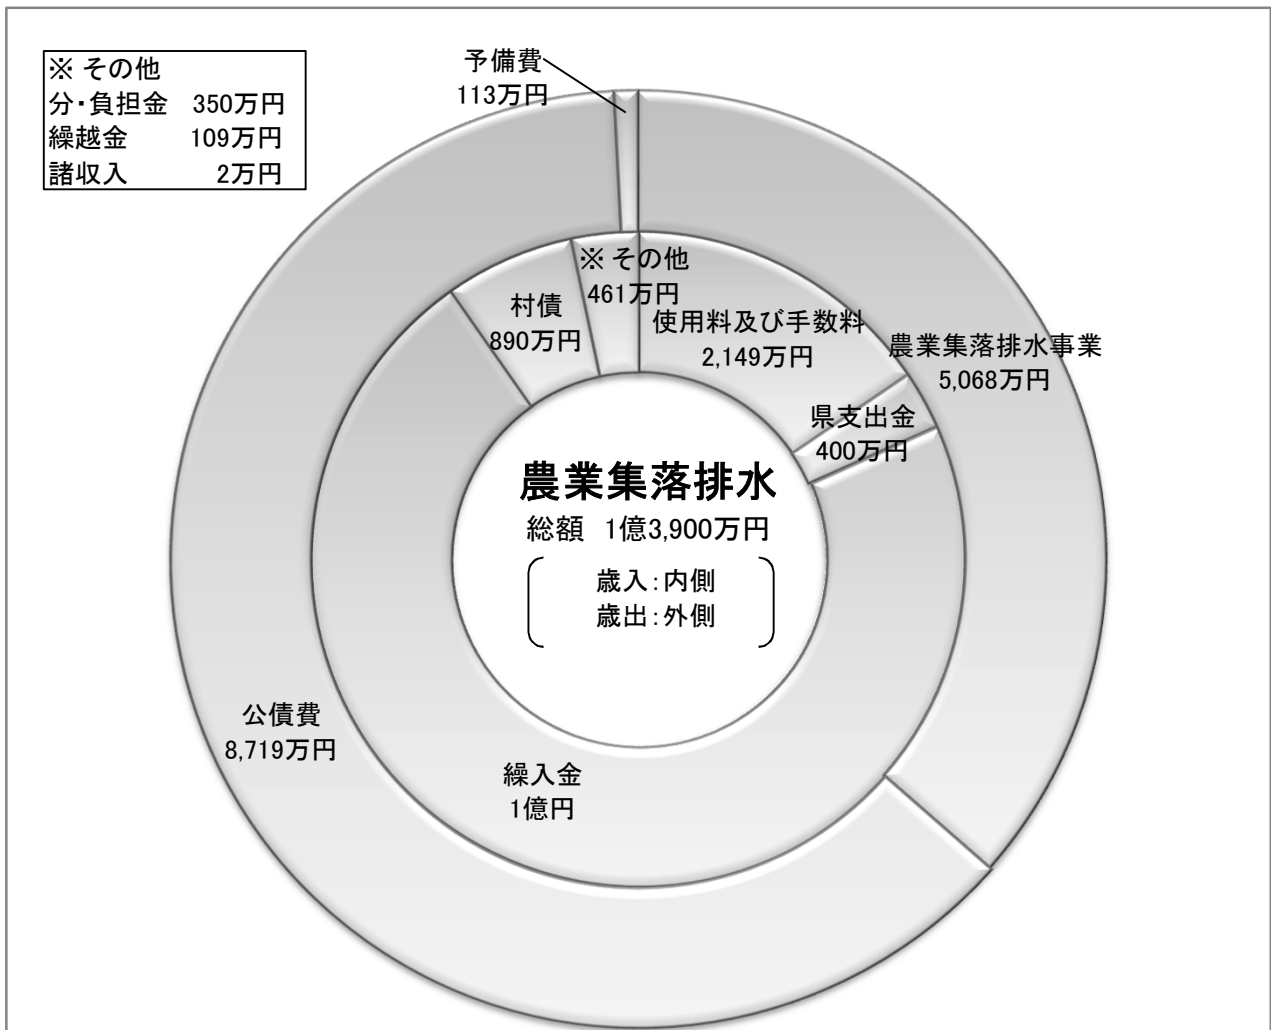 ※ その他
分・負担金 350万円
繰越金 109万円
諸収入 2万円
予備費
113万円
※ その他
461万円
村債
890万円
使用料及び手数料
2,149万円
農業集落排水事業
5,068万円
県支出金
400万円
農業集落排水
総額 1億3,900万円
歳入:内側
歳出:外側
公債費
8,719万円
繰入金
1億円